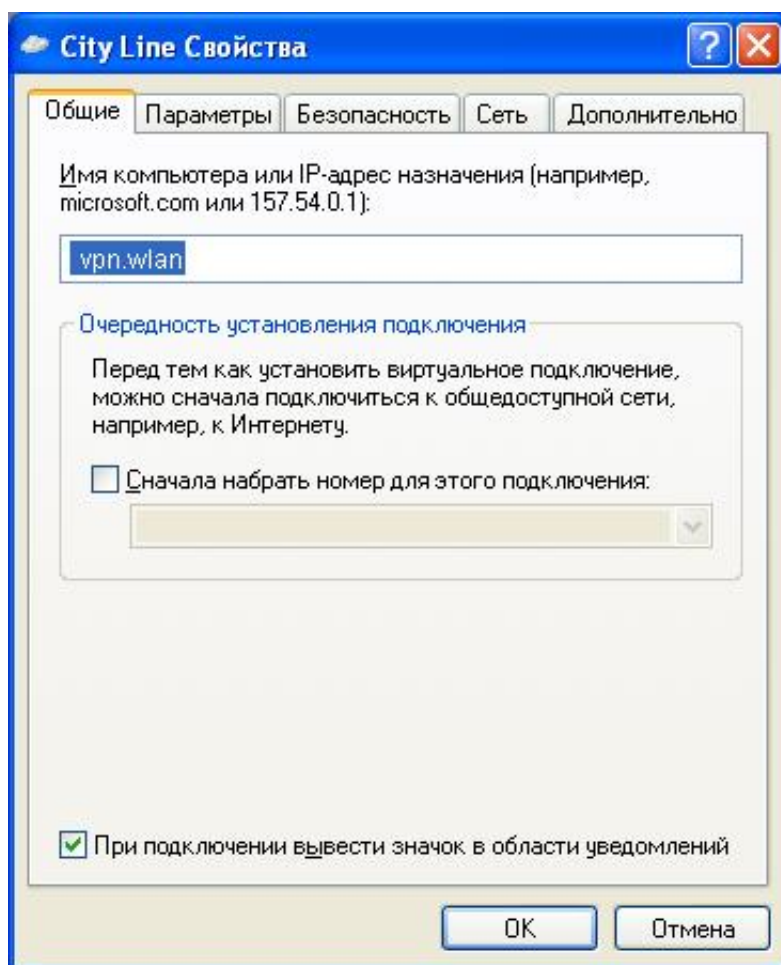 City Line Свойства
Общие
Параметры
Безопасность
Сеть
Дополнительно
Имя компьютера или IP-адрес назначения (например,
microsoft.com или 157.54.0.1):
vpn.wlan
Очередность установления подключения
Перед тем как установить виртуальное подключение,
можно сначала подключиться к общедоступной сети,
например, к Интернету.
Сначала набрать номер для этого подключения:
При подключении вывести значок в области уведомлений
OK
Отмена